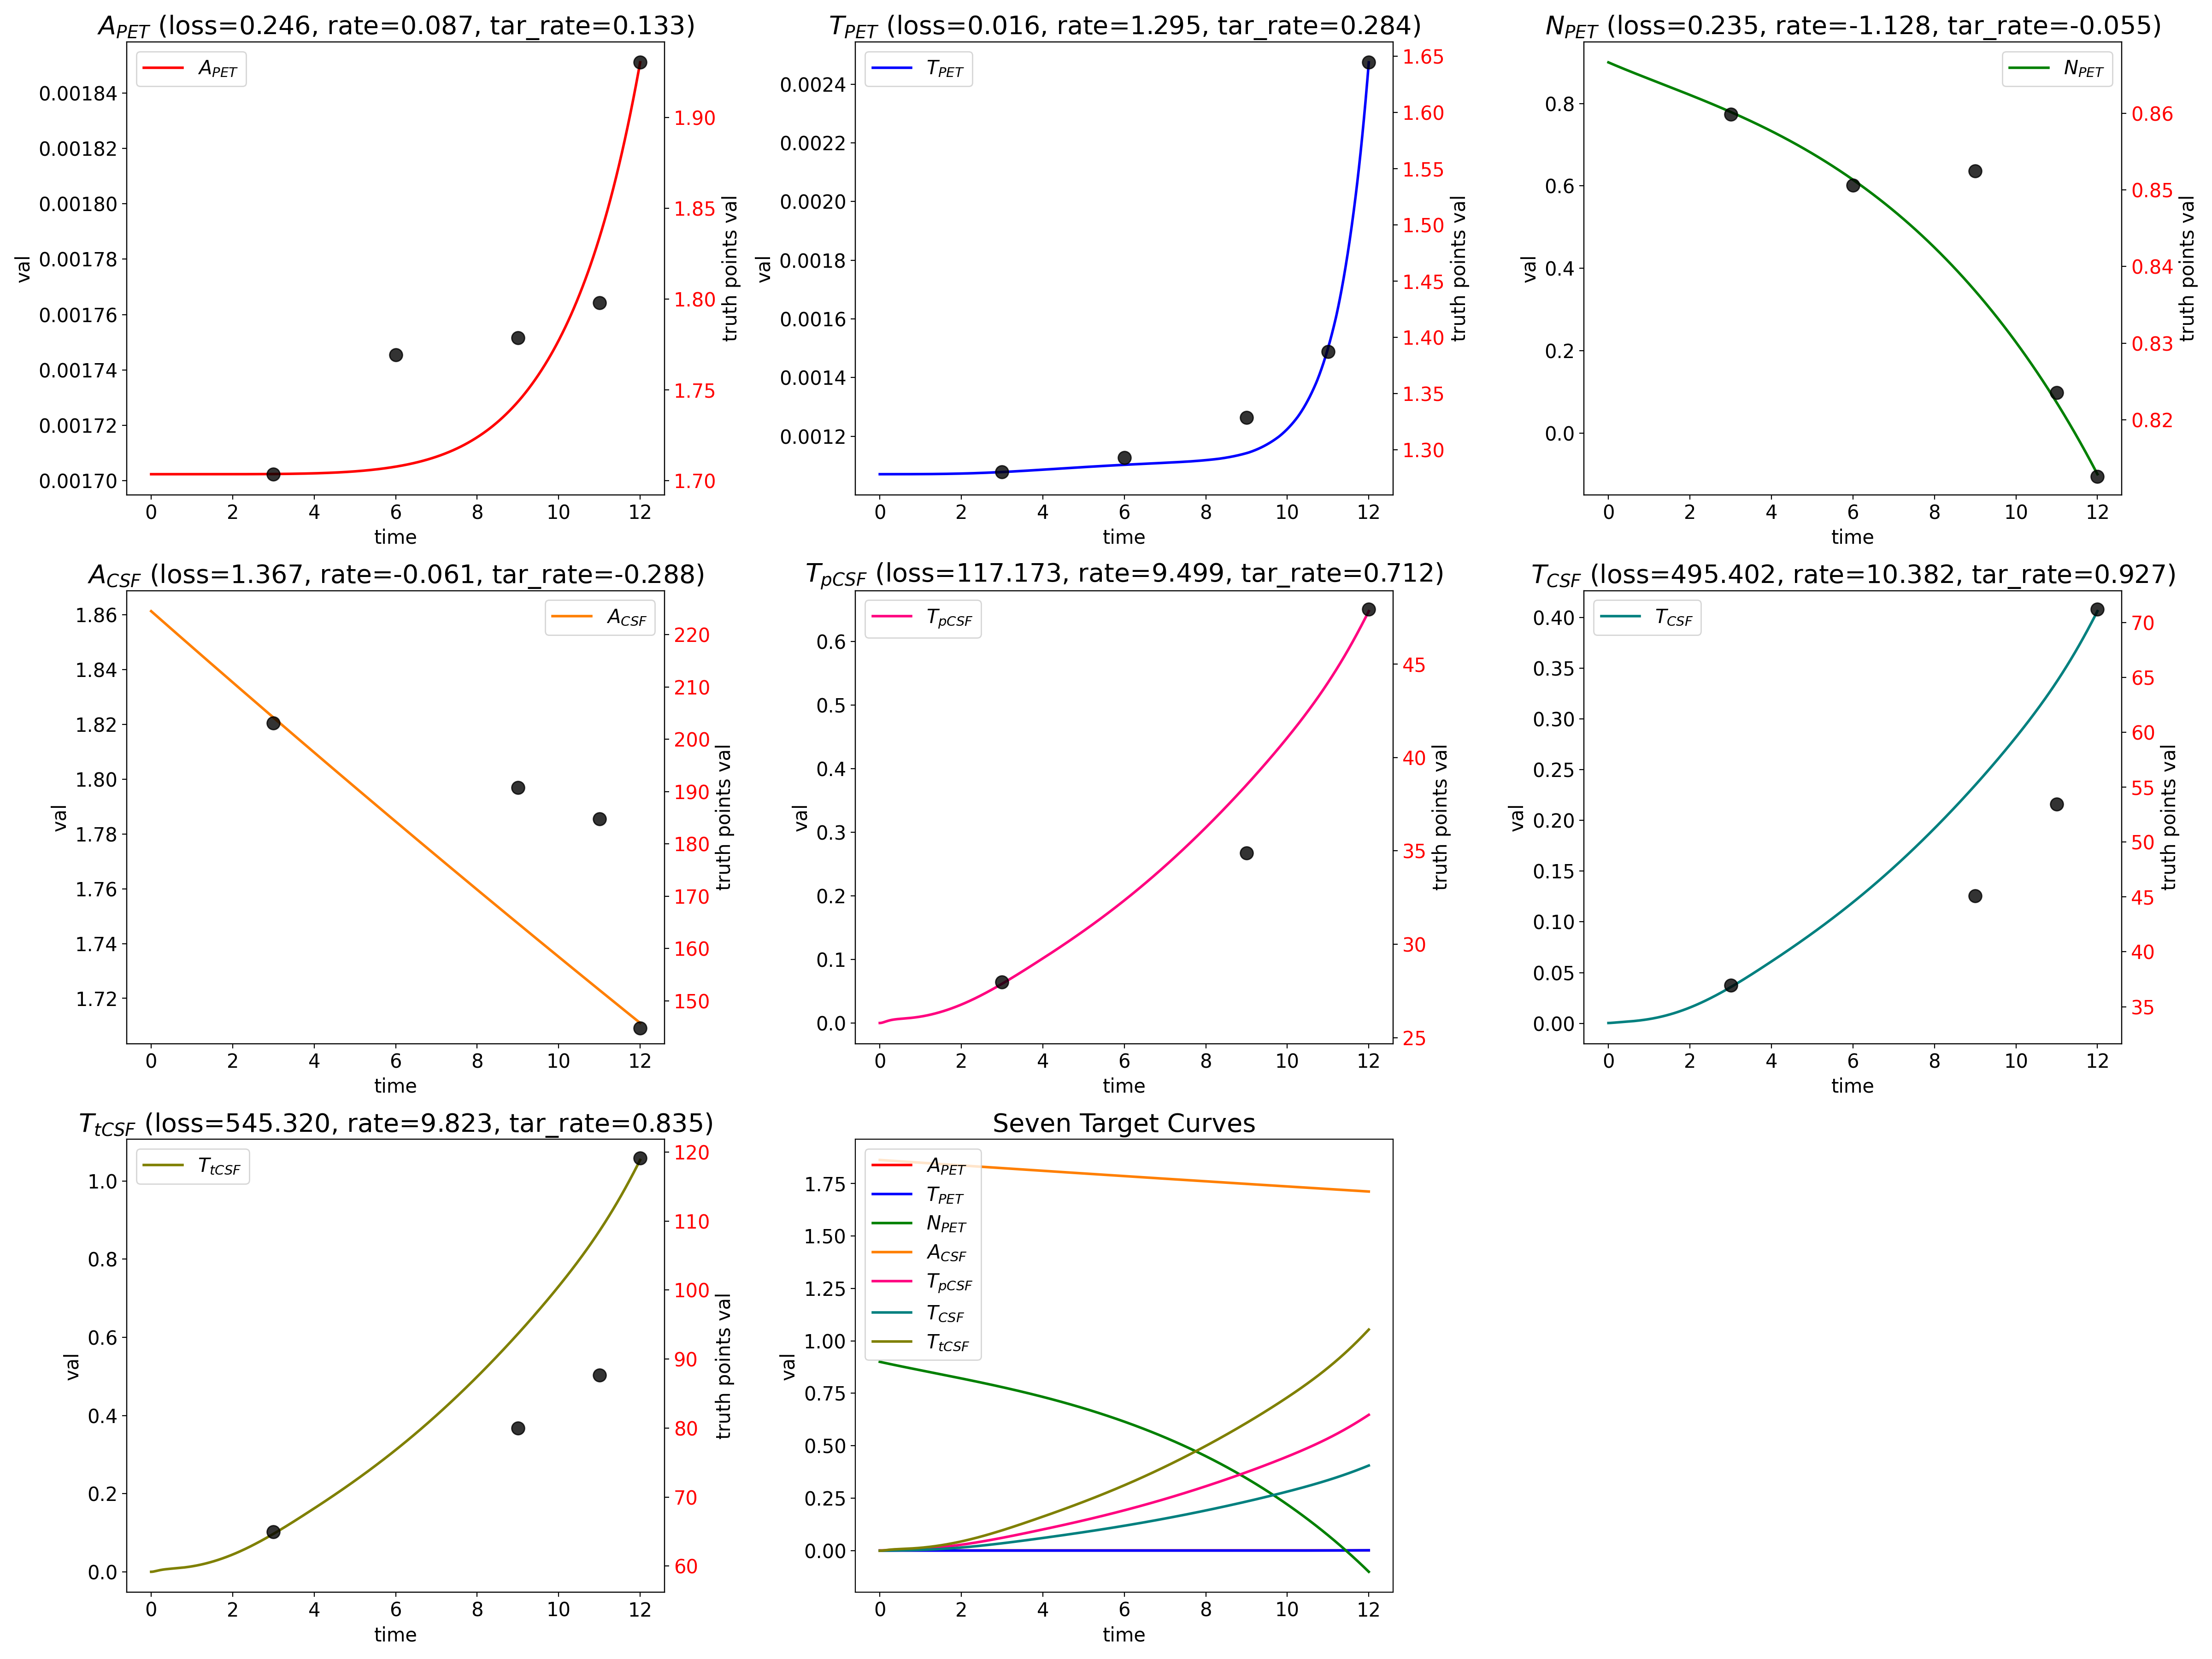 A_PET (loss=0.246, rate=0.087, tar_rate=0.133)
A_PET
0.00184
0.00182
0.00180
0.00178
0.00176
0.00174
0.00172
0.00170
val
1.90
1.85
1.80
1.75
1.70
truth points val
0 2 4 6 8 10 12
time
T_PET (loss=0.016, rate=1.295, tar_rate=0.284)
T_PET
0.0024
0.0022
0.0020
0.0018
0.0016
0.0014
0.0012
val
1.65
1.60
1.55
1.50
1.45
1.40
1.35
1.30
truth points val
0 2 4 6 8 10 12
time
N_PET (loss=0.235, rate=-1.128, tar_rate=-0.055)
N_PET
0.8
0.6
0.4
0.2
0.0
val
0.86
0.85
0.84
0.83
0.82
truth points val
0 2 4 6 8 10 12
time
A_CSF (loss=1.367, rate=-0.061, tar_rate=-0.288)
A_CSF
1.86
1.84
1.82
1.80
1.78
1.76
1.74
1.72
val
220
210
200
190
180
170
160
150
truth points val
0 2 4 6 8 10 12
time
T_pCSF (loss=117.173, rate=9.499, tar_rate=0.712)
T_pCSF
0.6
0.5
0.4
0.3
0.2
0.1
0.0
val
45
40
35
30
25
truth points val
0 2 4 6 8 10 12
time
T_CSF (loss=495.402, rate=10.382, tar_rate=0.927)
T_CSF
0.40
0.35
0.30
0.25
0.20
0.15
0.10
0.05
0.00
val
70
65
60
55
50
45
40
35
truth points val
0 2 4 6 8 10 12
time
T_tCSF (loss=545.320, rate=9.823, tar_rate=0.835)
T_tCSF
1.0
0.8
0.6
0.4
0.2
0.0
val
120
110
100
90
80
70
60
truth points val
0 2 4 6 8 10 12
time
Seven Target Curves
A_PET
T_PET
N_PET
A_CSF
T_pCSF
T_CSF
T_tCSF
1.75
1.50
1.25
1.00
0.75
0.50
0.25
0.00
val
0 2 4 6 8 10 12
time